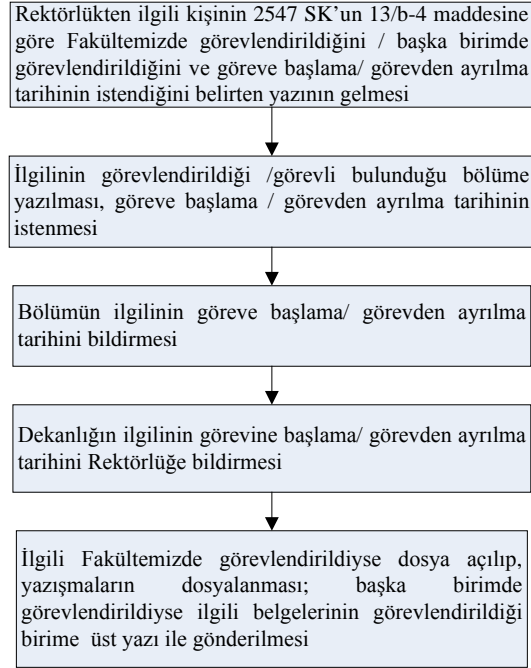 Rektörlükten ilgili kişinin 2547 SK’un 13/b-4 maddesine
göre Fakültemizde görevlendirildiğini / başka birimde
görevlendirildiğini ve göreve başlama/ görevden ayrılma
tarihinin istendiğini belirten yazının gelmesi
İlgilinin görevlendirildiği /görevli bulunduğu bölüme
yazılması, göreve başlama / görevden ayrılma tarihinin
istenmesi
Bölümün ilgilinin göreve başlama/ görevden ayrılma
tarihini bildirmesi
Dekanlığın ilgilinin görevine başlama/ görevden ayrılma
tarihini Rektörlüğe bildirmesi
İlgili Fakültemizde görevlendirildiyse dosya açılıp,
yazışmaların dosyalanması; başka birimde
görevlendirildiyse ilgili belgelerinin görevlendirildiği
birime üst yazı ile gönderilmesi